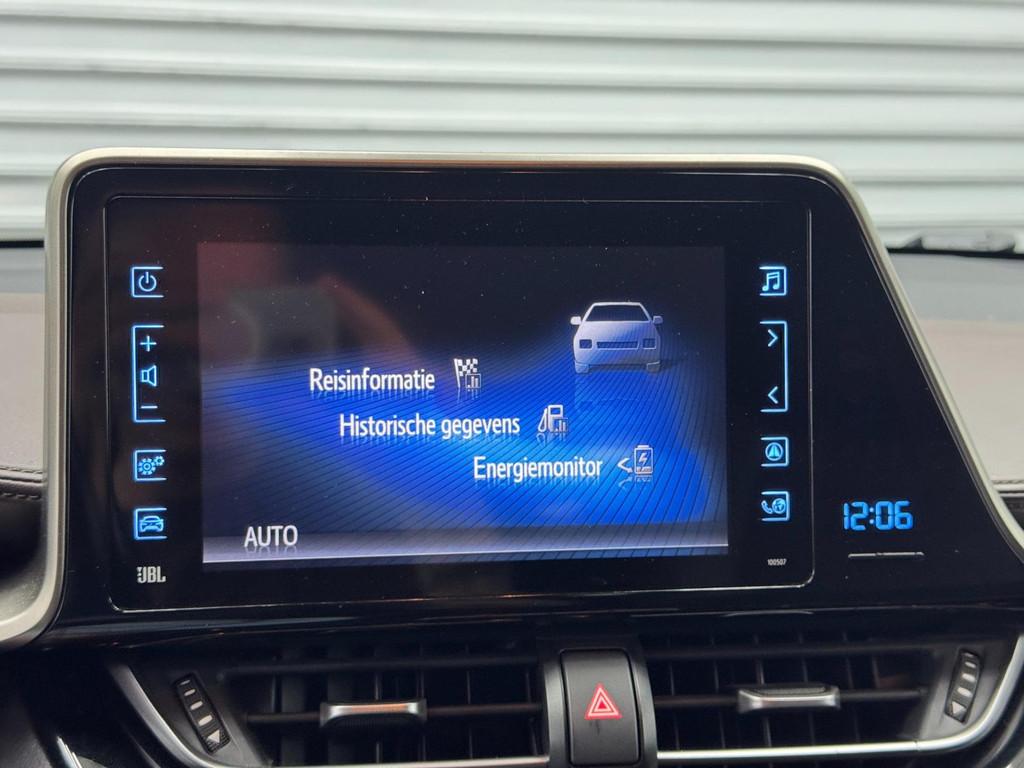 Reisinformatie
Historische gegevens
Energiemonitor
AUTO
JBL
100507
12:06